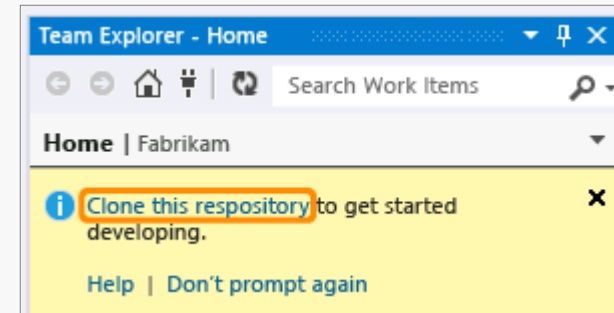 Team Explorer - Home
Search Work Items
Home | Fabrikam
Clone this respository to get started
developing.
Help | Don't prompt again